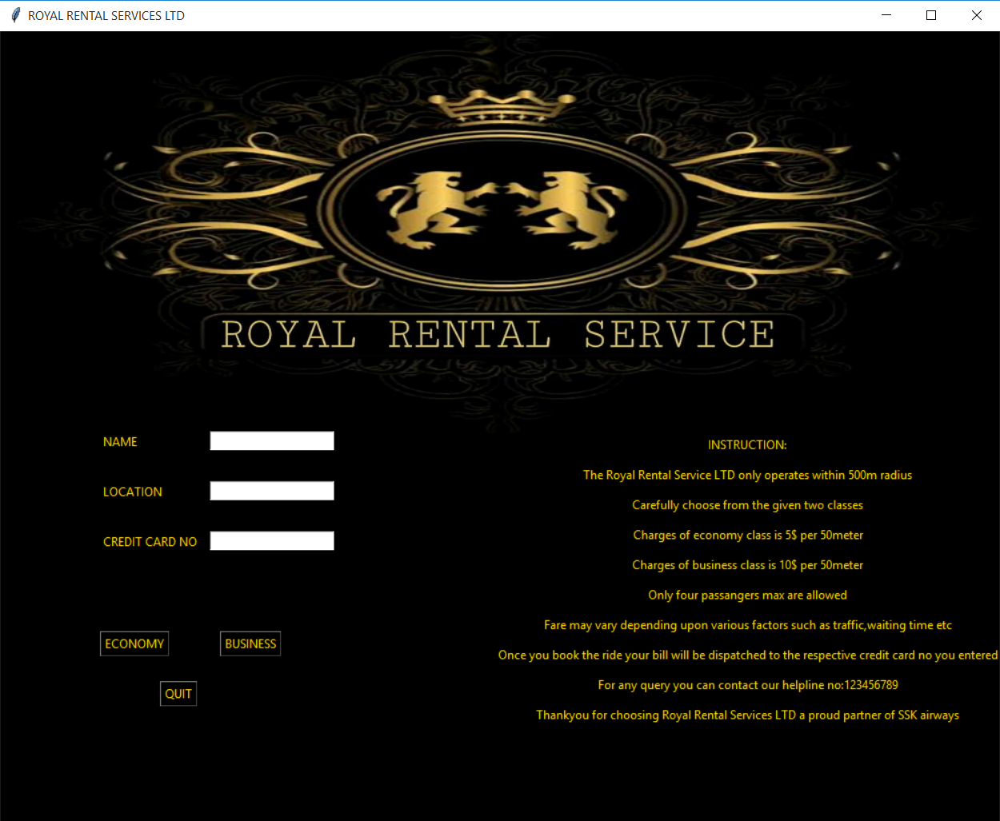 ROYAL RENTAL SERVICES LTD
ROYAL RENTAL SERVICE
NAME
LOCATION
CREDIT CARD NO
ECONOMY
BUSINESS
QUIT
INSTRUCTION:
The Royal Rental Service LTD only operates within 500m radius
Carefully choose from the given two classes
Charges of economy class is 5$ per 50meter
Charges of business class is 10$ per 50meter
Only four passangers max are allowed
Fare may vary depending upon various factors such as traffic,waiting time etc
Once you book the ride your bill will be dispatched to the respective credit card no you entered
For any query you can contact our helpline no:123456789
Thankyou for choosing Royal Rental Services LTD a proud partner of SSK airways